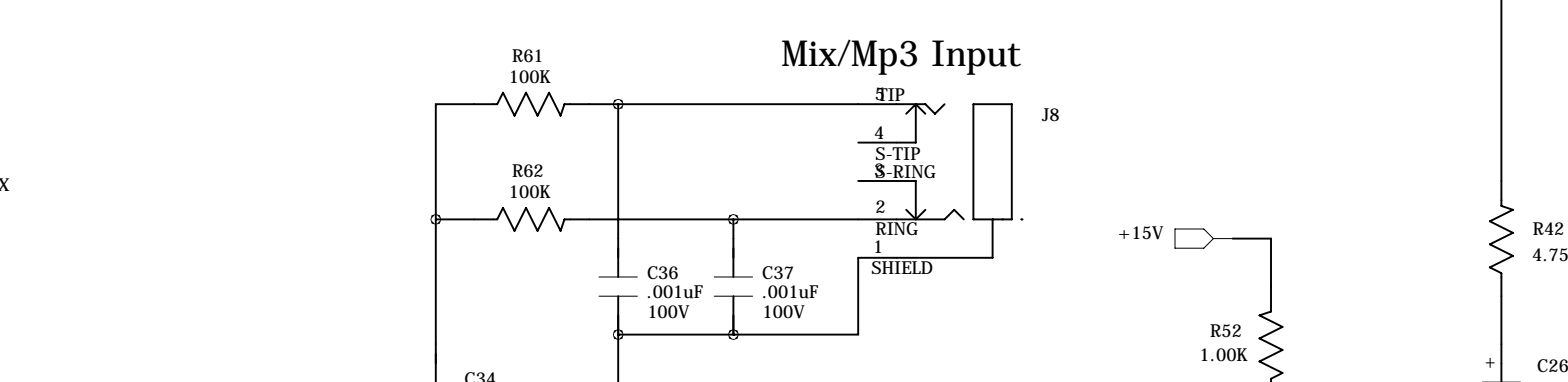 Mix/Mp3 Input
R61
100K
5
TIP
J8
4
S-TIP
3
S-RING
R62
100K
X
2
RING
1
SHIELD
+15V
R42
4.75
C36
.001uF
100V
C37
.001uF
100V
R52
1.00K
+
C26
C34